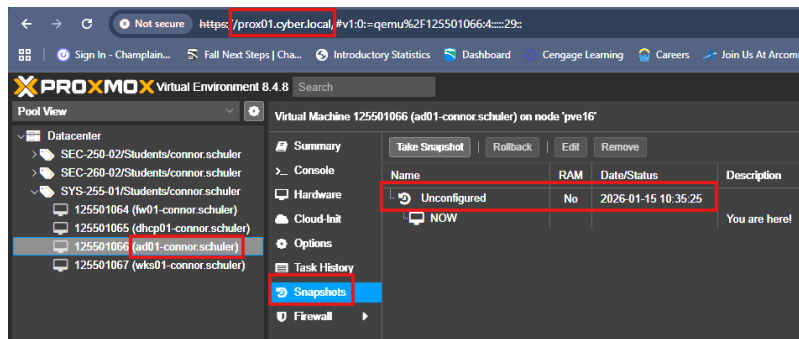 Not secure https://prox01.cyber.local/#v1:0:=qemu%2F125501066:4:::::29::
Sign In - Champlain... Fall Next Steps | Cha... Introductory Statistics Dashboard Cengage Learning Careers Join Us At Arcom
PROXMOX Virtual Environment 8.4.8 Search
Pool View
Virtual Machine 125501066 (ad01-connor.schuler) on node 'pve16'
Datacenter
SEC-250-02/Students/connor.schuler
SEC-260-02/Students/connor.schuler
SYS-255-01/Students/connor.schuler
125501064 (fw01-connor.schuler)
125501065 (dhcp01-connor.schuler)
125501066 (ad01-connor.schuler)
125501067 (wks01-connor.schuler)
Summary
>_ Console
Hardware
Cloud-Init
Options
Task History
Snapshots
Firewall
Take Snapshot Rollback Edit Remove
Name RAM Date/Status Description
Unconfigured No 2026-01-15 10:35:25
NOW You are here!